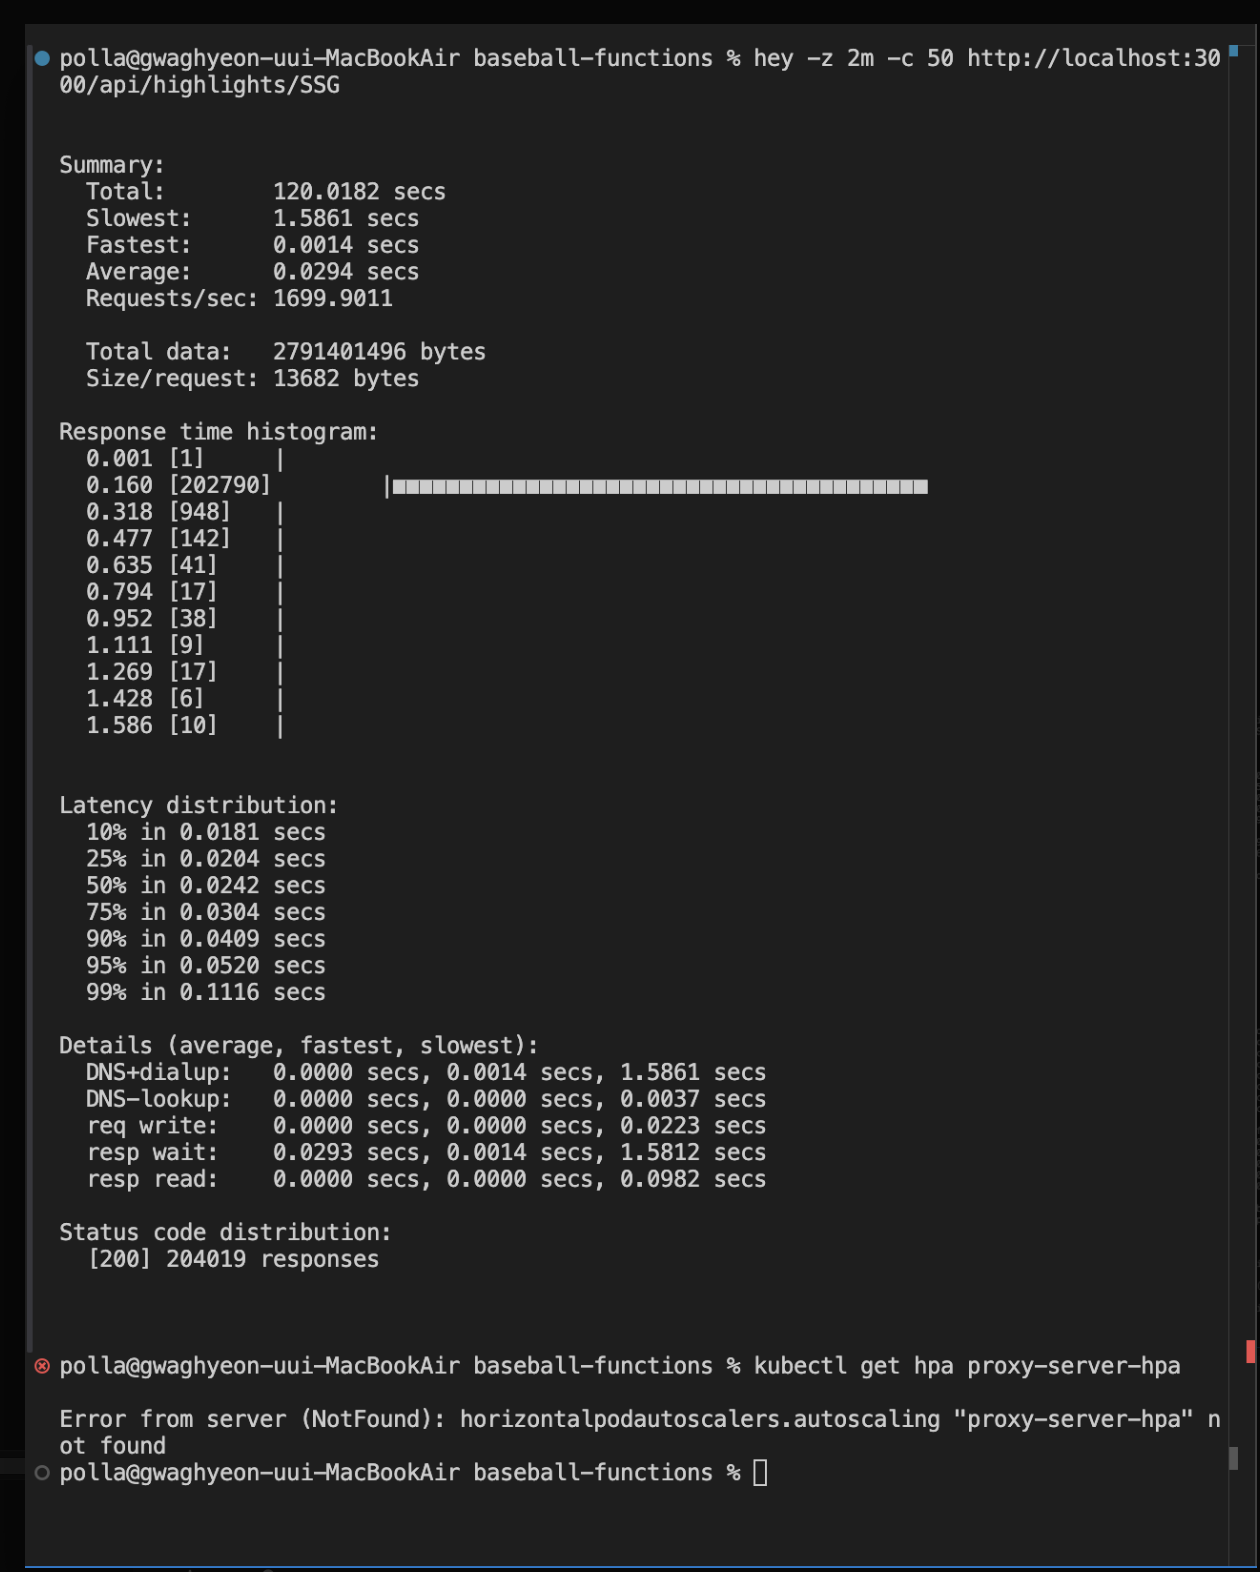 polla@gwaghyeon-uui-MacBookAir baseball-functions % hey -z 2m -c 50 http://localhost:30
00/api/highlights/SSG
Summary:
Total: 120.0182 secs
Slowest: 1.5861 secs
Fastest: 0.0014 secs
Average: 0.0294 secs
Requests/sec: 1699.9011
Total data: 2791401496 bytes
Size/request: 13682 bytes
Response time histogram:
0.001 [1] |
0.160 [202790] |■■■■■■■■■■■■■■■■■■■■■■■■■■■■■■■■■■■■■■■■
0.318 [948] |
0.477 [142] |
0.635 [41] |
0.794 [17] |
0.952 [38] |
1.111 [9] |
1.269 [17] |
1.428 [6] |
1.586 [10] |
Latency distribution:
10% in 0.0181 secs
25% in 0.0204 secs
50% in 0.0242 secs
75% in 0.0304 secs
90% in 0.0409 secs
95% in 0.0520 secs
99% in 0.1116 secs
Details (average, fastest, slowest):
DNS+dialup: 0.0000 secs, 0.0014 secs, 1.5861 secs
DNS-lookup: 0.0000 secs, 0.0000 secs, 0.0037 secs
req write: 0.0000 secs, 0.0000 secs, 0.0223 secs
resp wait: 0.0293 secs, 0.0014 secs, 1.5812 secs
resp read: 0.0000 secs, 0.0000 secs, 0.0982 secs
Status code distribution:
[200] 204019 responses
polla@gwaghyeon-uui-MacBookAir baseball-functions % kubectl get hpa proxy-server-hpa
Error from server (NotFound): horizontalpodautoscalers.autoscaling "proxy-server-hpa" n
ot found
polla@gwaghyeon-uui-MacBookAir baseball-functions %